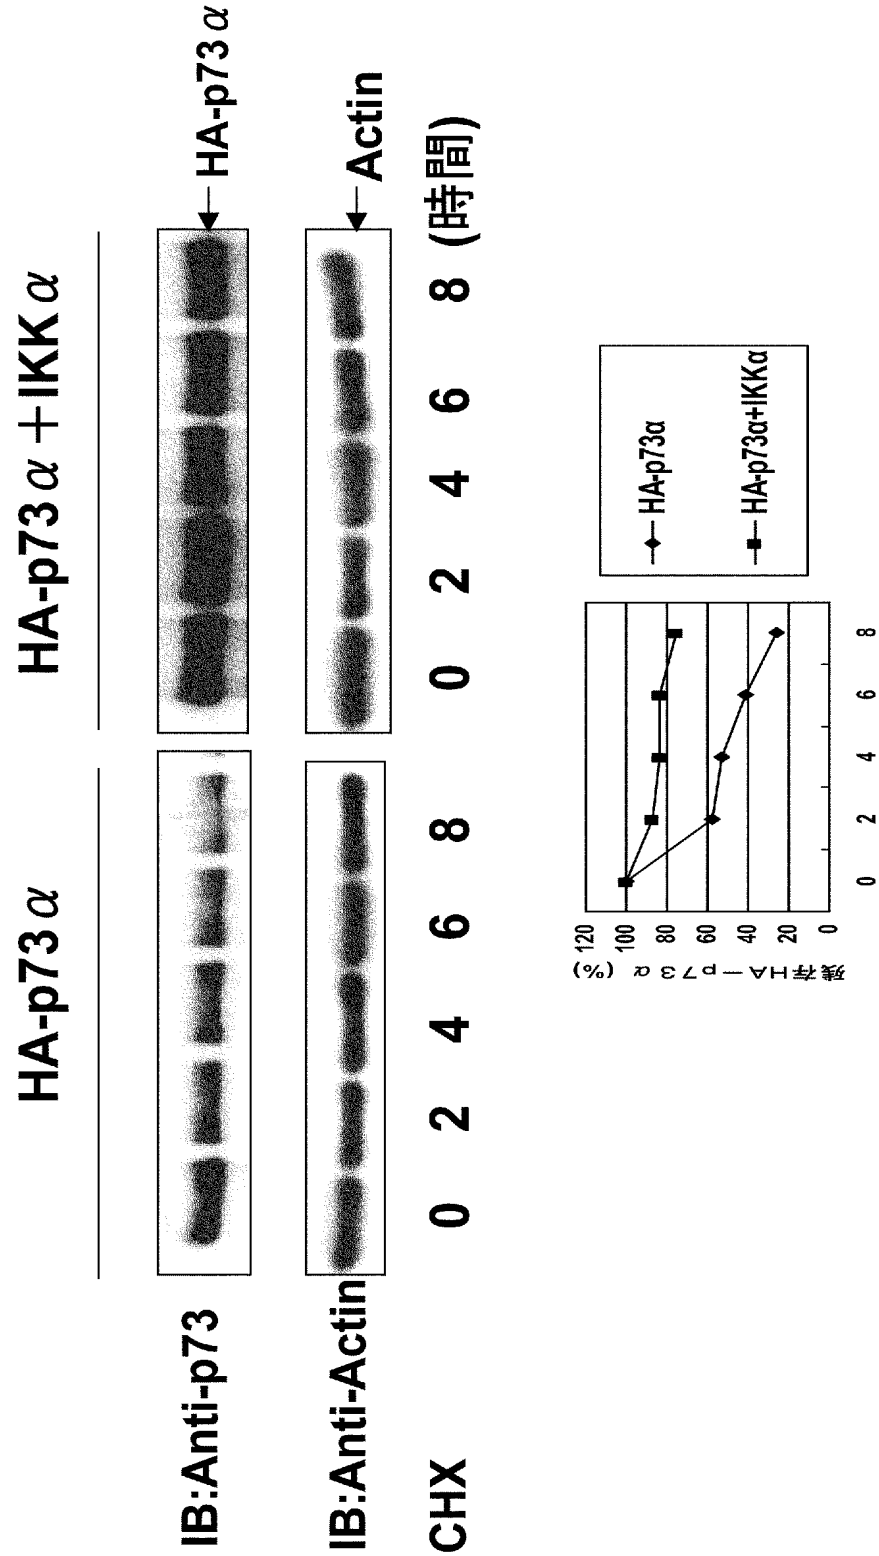 HA-p73α HA-p73α＋IKKα
IB:Anti-p73 HA-p73α
IB:Anti-Actin Actin
CHX 0 2 4 6 8 0 2 4 6 8 (時間)
残存HA－p73α (%)
120
100
80
60
40
20
0
0 2 4 6 8
HA-p73α
HA-p73α+IKKα